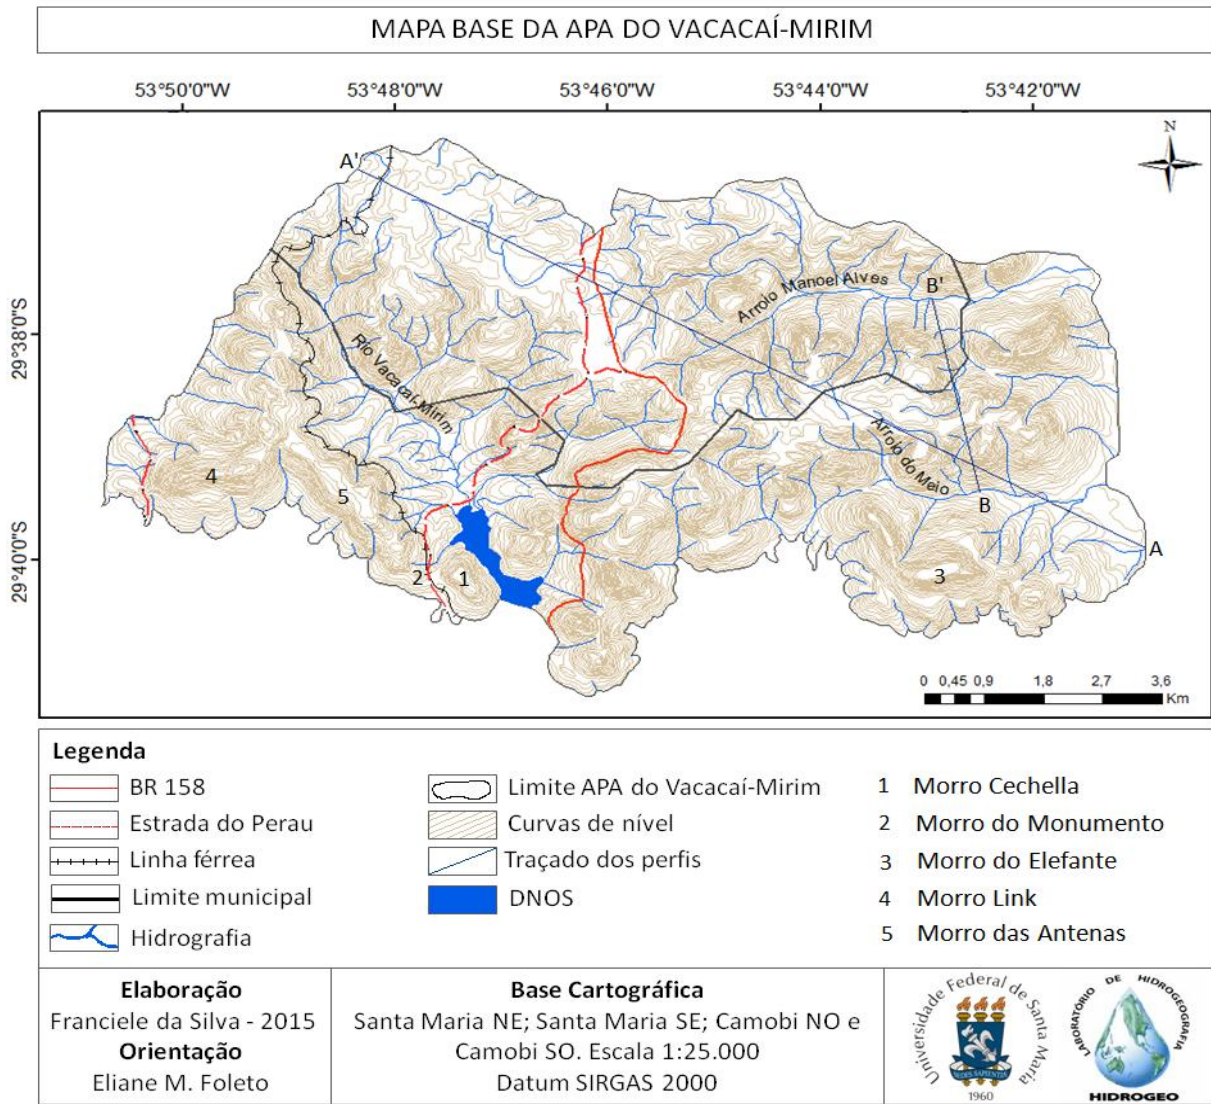 MAPA BASE DA APA DO VACACAÍ-MIRIM
53°50'0"W 53°48'0"W 53°46'0"W 53°44'0"W 53°42'0"W
N
A'
29°38'0"S
Rio Vacacaí-Mirim
Arroio Manoel Alves
B'
Arroio do Meio
4
5
B
A
29°40'0"S
2
1
3
0 0,45 0,9 1,8 2,7 3,6
Km
Legenda
BR 158
Estrada do Perau
Linha férrea
Limite municipal
Hidrografia
Limite APA do Vacacaí-Mirim
Curvas de nível
Traçado dos perfis
DNOS
1 Morro Cechella
2 Morro do Monumento
3 Morro do Elefante
4 Morro Link
5 Morro das Antenas
Elaboração
Franciele da Silva - 2015
Orientação
Eliane M. Foleto
Base Cartográfica
Santa Maria NE; Santa Maria SE; Camobi NO e
Camobi SO. Escala 1:25.000
Datum SIRGAS 2000
Universidade Federal de Santa Maria
SEDES SAPIENTIAE
1960
LABORATÓRIO DE HIDROGEOGRAFIA
HIDROGEO